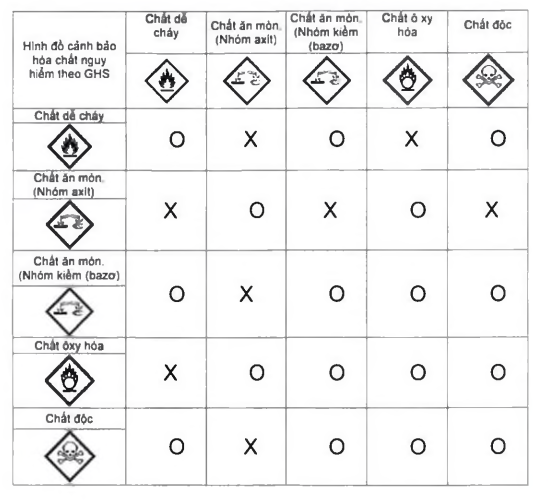 Hình đồ cảnh bảo
hóa chất nguy
hiểm theo GHS
Chất dễ
cháy
Chất ăn mòn.
(Nhóm axit)
Chất ăn mòn.
(Nhóm kiềm
(bazơ)
Chất ô xy
hóa
Chất độc
Chất dễ cháy
O X O X O
Chất ăn mòn.
(Nhóm axit)
X O X O X
Chất ăn mòn.
(Nhóm kiềm (bazơ)
O X O O O
Chất ôxy hóa
X O O O O
Chất độc
O X O O O